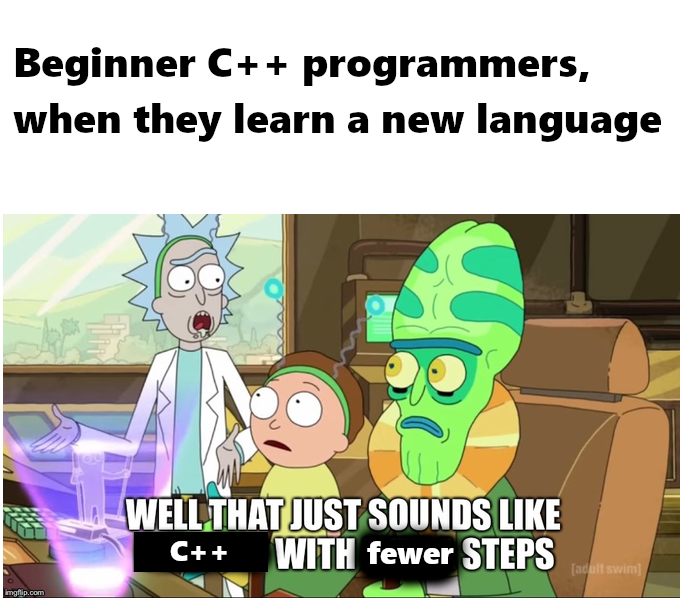 Beginner C++ programmers,
when they learn a new language
WELL THAT JUST SOUNDS LIKE
C++ WITH fewer STEPS
[adult swim]
imgflip.com